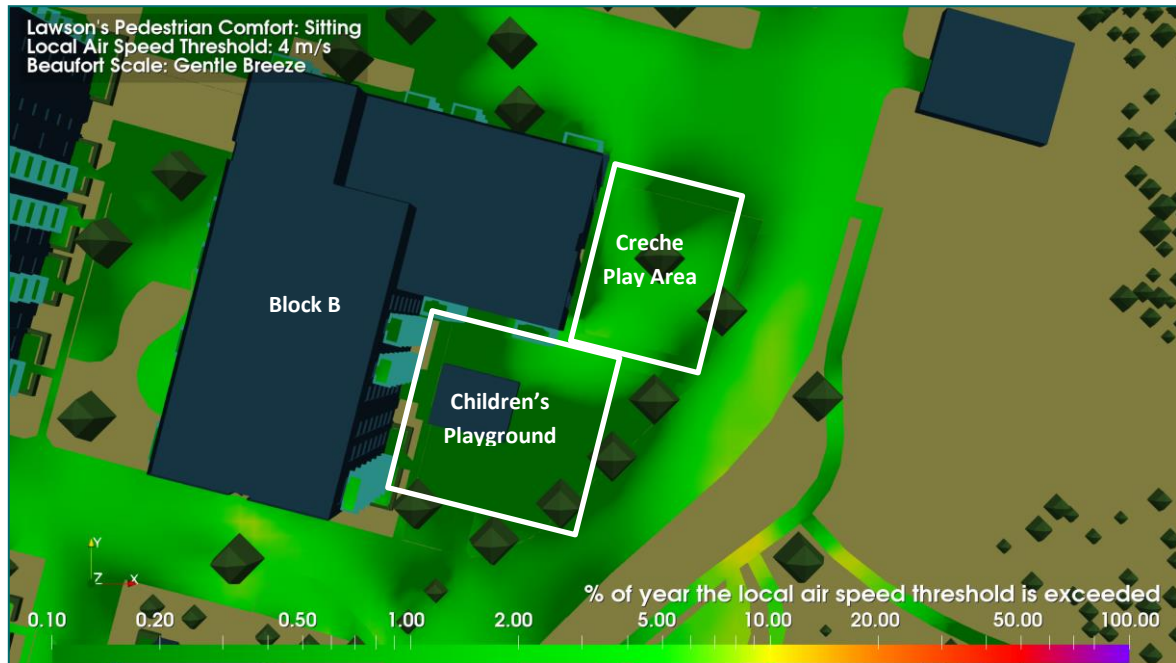 Lawson's Pedestrian Comfort: Sitting
Local Air Speed Threshold: 4 m/s
Beaufort Scale: Gentle Breeze
Creche
Play Area
Block B
Children's
Playground
Y
Z X
% of year the local air speed threshold is exceeded
0.10 0.20 0.50 1.00 2.00 5.00 10.00 20.00 50.00 100.00